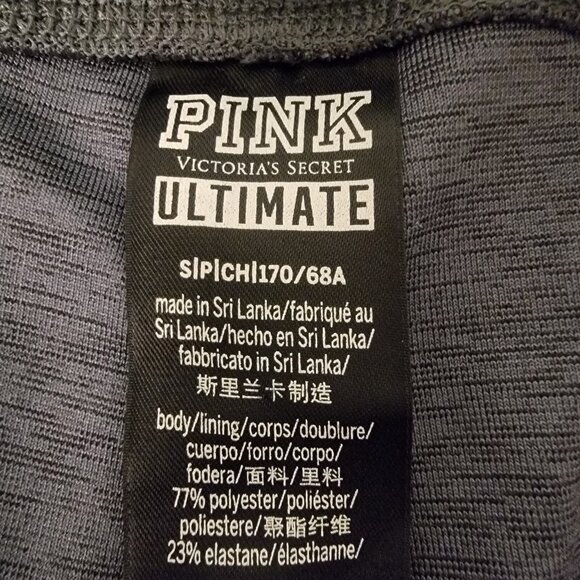 PINK
VICTORIA'S SECRET
ULTIMATE
S|P|CH|170/68A
made in Sri Lanka/fabriqué au
Sri Lanka/hecho en Sri Lanka/
fabbricato in Sri Lanka/
斯里兰卡制造
body/lining/corps/doublure/
cuerpo/forro/corpo/
fodera/面料/里料
77% polyester/poliéster/
poliestere/聚酯纤维
23% elastane/élasthanne/